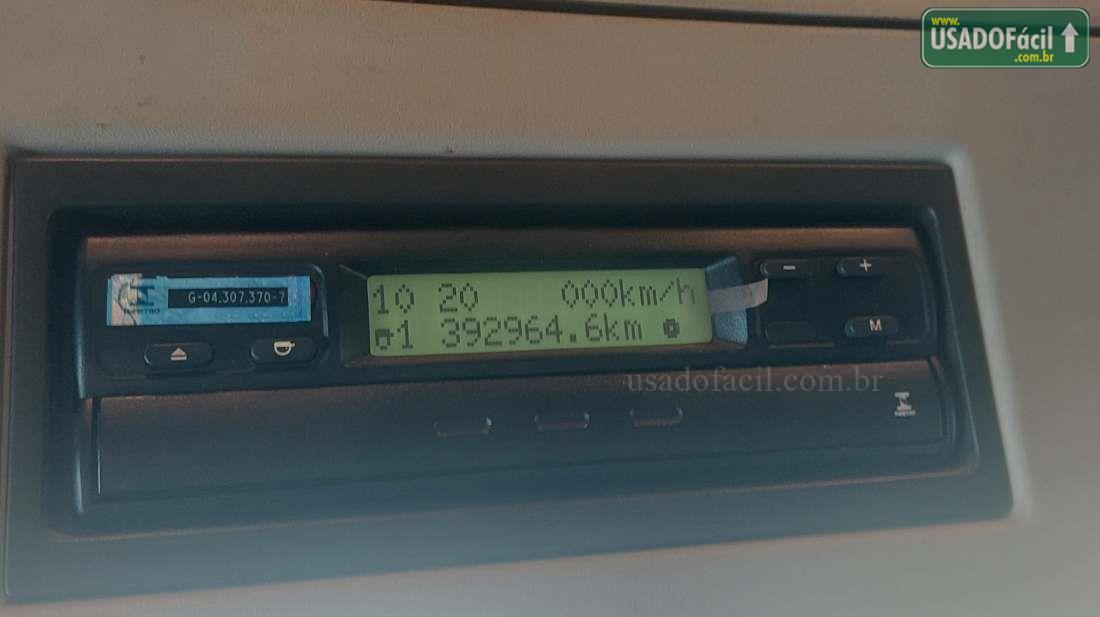 www.
USADOFácil
.com.br
G-04.307.370-7
10 20 000km/h
1 392964.6km
- +
M
usadofacil.com.br